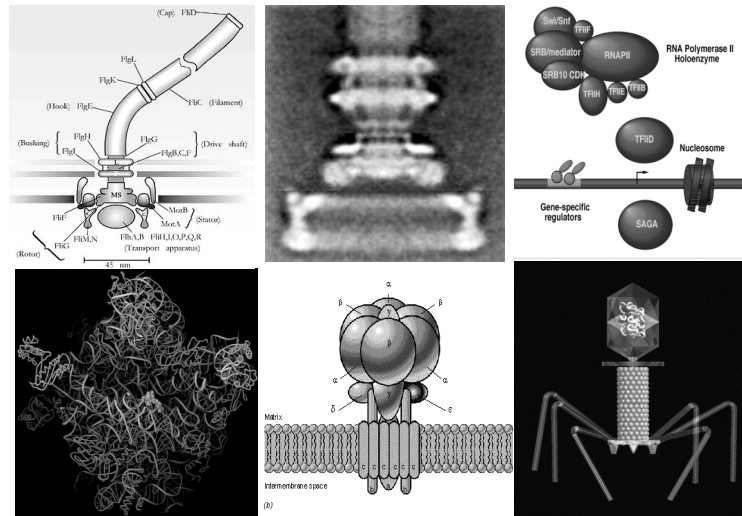 (Cap) FliD
FlgL
FlgK
(Hook) FlgE
FliC (Filament)
FlgG
(Bushing)
FlgH
FlgI
FlgB,C,F
(Drive shaft)
MS
FliF
MotB
MotA
(Stator)
FliG
FliM,N
(Rotor)
FlhA,B FliH,I,O,P,Q,R
(Transport apparatus)
45 nm
Swi/Snf
TFIIF
SRB/mediator
RNAPII
SRB10 CDK
TFIIH
TFIIE
TFIIB
RNA Polymerase II
Holoenzyme
TFIID
Nucleosome
Gene-specific
regulators
SAGA
α
β
γ
β
β
α
α
δ
γ
ε
Matrix
c c c c c c
b a b
Intermembrane space
(b)